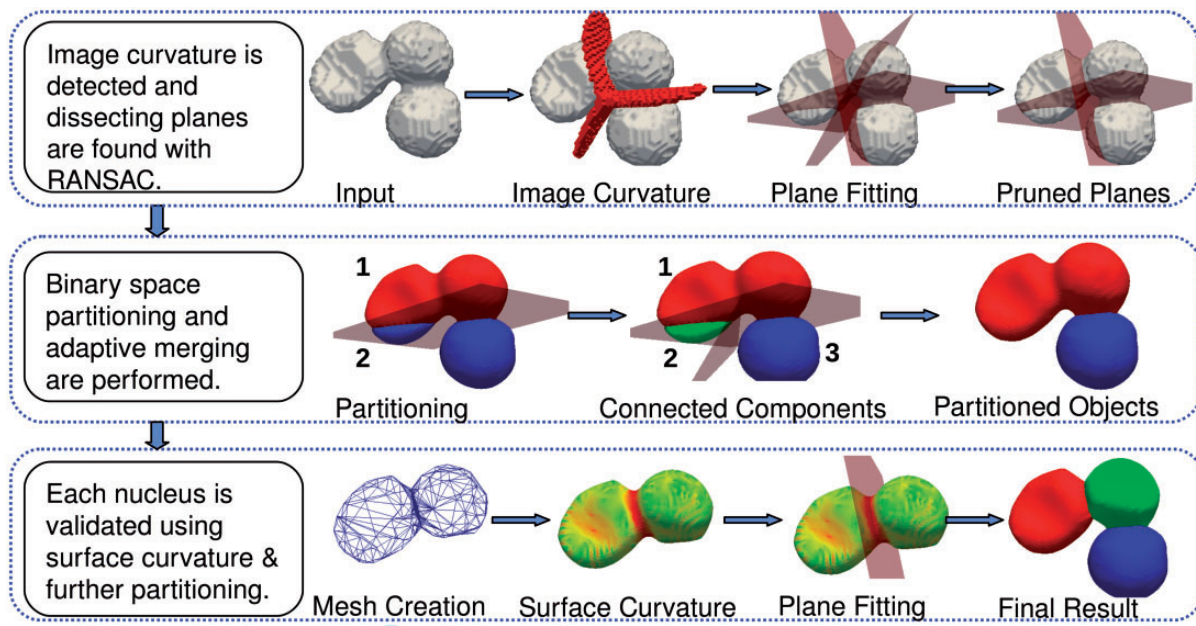 Image curvature is
detected and
dissecting planes
are found with
RANSAC.
Input
Image Curvature
Plane Fitting
Pruned Planes
Binary space
partitioning and
adaptive merging
are performed.
1
2
Partitioning
1
2
3
Connected Components
Partitioned Objects
Each nucleus is
validated using
surface curvature &
further partitioning.
Mesh Creation
Surface Curvature
Plane Fitting
Final Result